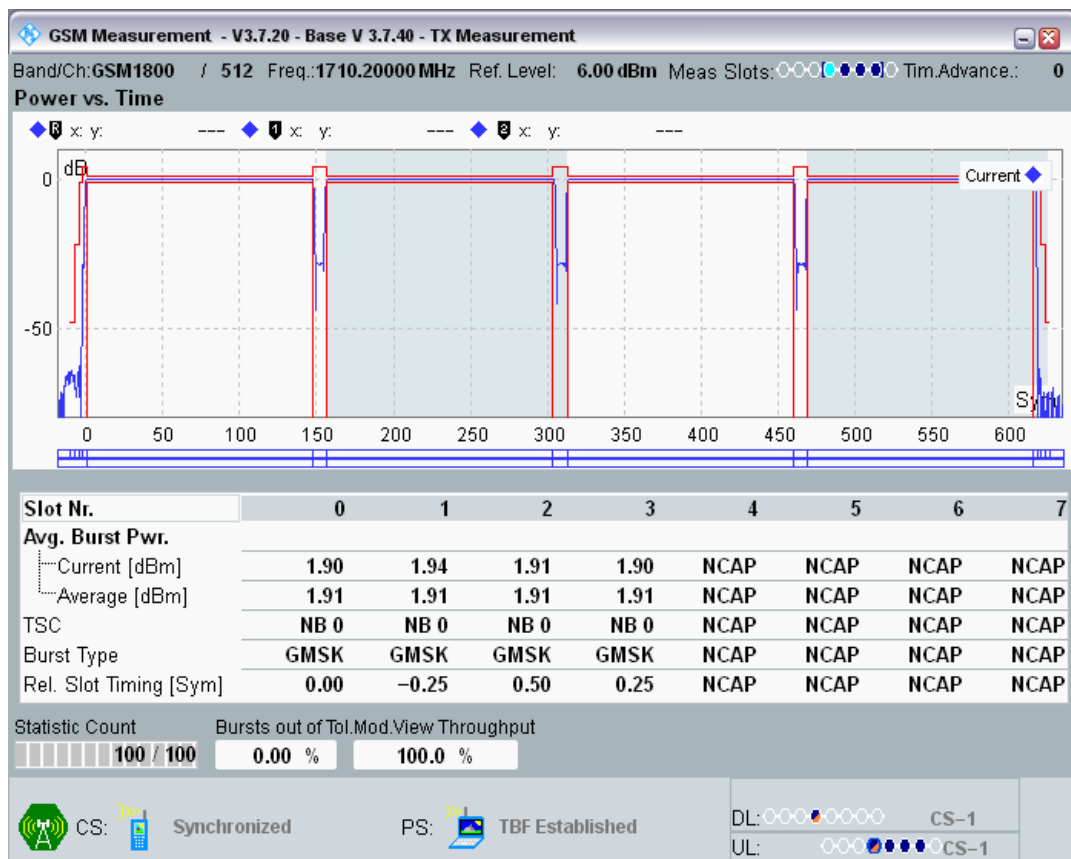 GSM Measurement - V3.7.20 - Base V 3.7.40 - TX Measurement
Band/Ch:GSM1800 / 512 Freq.:1710.20000 MHz Ref. Level: 6.00 dBm Meas Slots: Tim.Advance.: 0
Power vs. Time
R x: y: --- 1 x: y: --- 2 x: y: ---
dB
0
Current
-50
0 50 100 150 200 250 300 350 400 450 500 550 600
Slot Nr. 0 1 2 3 4 5 6 7
Avg. Burst Pwr.
Current [dBm] 1.90 1.94 1.91 1.90 NCAP NCAP NCAP NCAP
Average [dBm] 1.91 1.91 1.91 1.91 NCAP NCAP NCAP NCAP
TSC NB 0 NB 0 NB 0 NB 0 NCAP NCAP NCAP NCAP
Burst Type GMSK GMSK GMSK GMSK NCAP NCAP NCAP NCAP
Rel. Slot Timing [Sym] 0.00 −0.25 0.50 0.25 NCAP NCAP NCAP NCAP
Statistic Count Bursts out of Tol.Mod.View Throughput
100 / 100 0.00 % 100.0 %
CS: Synchronized PS: TBF Established DL: CS−1
UL: CS−1